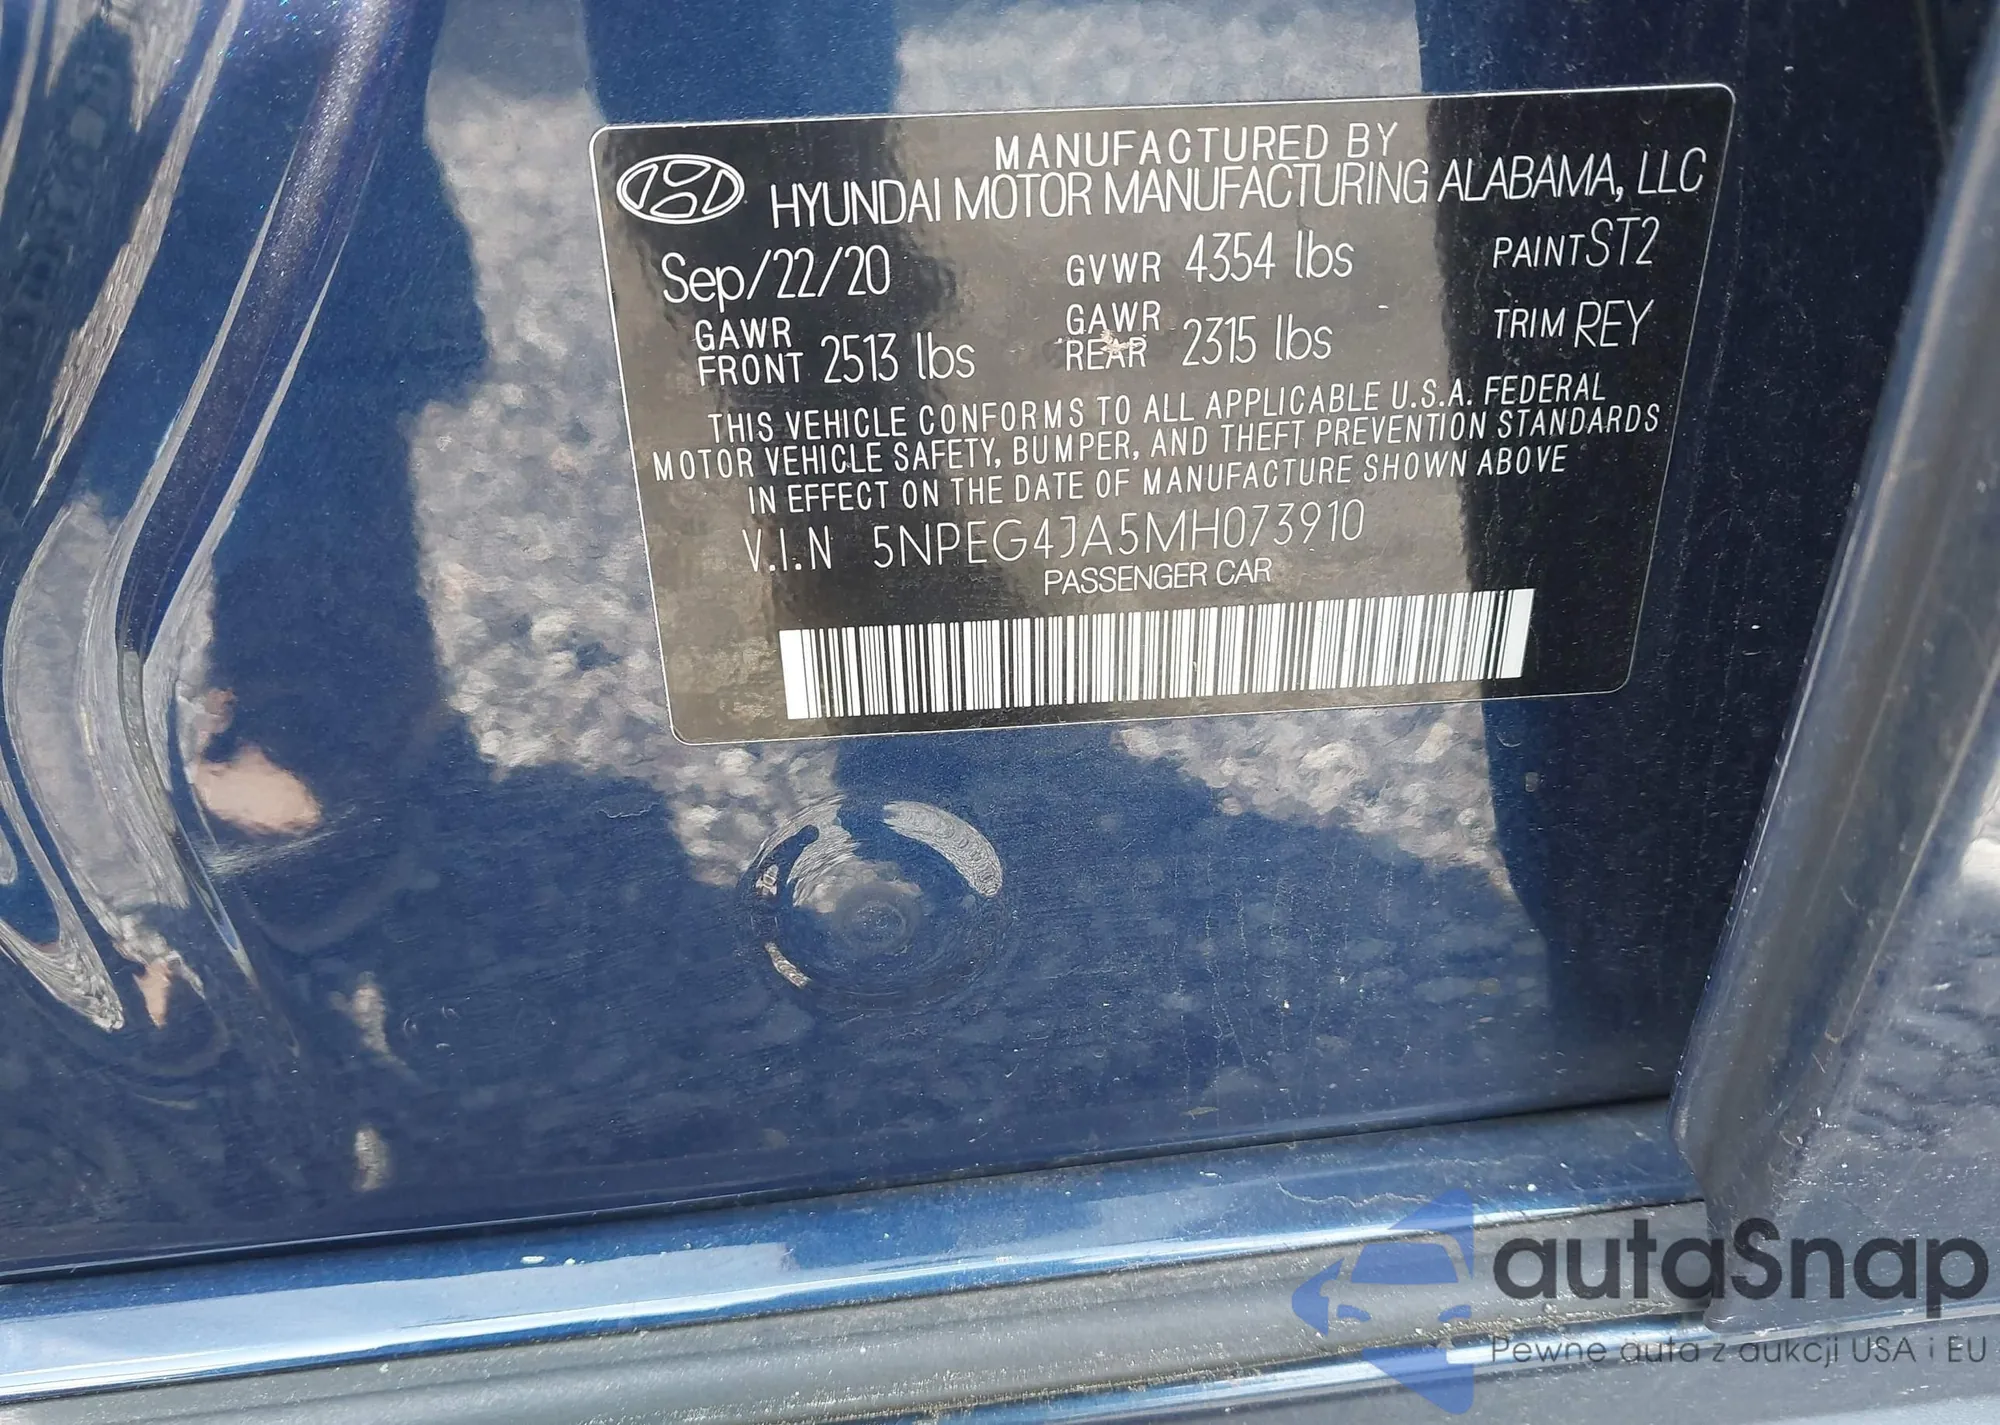 MANUFACTURED BY
HYUNDAI MOTOR MANUFACTURING ALABAMA, LLC
Sep/22/20 GVWR 4354 lbs PAINT ST2
GAWR FRONT 2513 lbs GAWR REAR 2315 lbs TRIM REY
THIS VEHICLE CONFORMS TO ALL APPLICABLE U.S.A. FEDERAL
MOTOR VEHICLE SAFETY, BUMPER, AND THEFT PREVENTION STANDARDS
IN EFFECT ON THE DATE OF MANUFACTURE SHOWN ABOVE
V.I.N 5NPEG4JA5MH073910
PASSENGER CAR
autaSnap
Pewne auta z aukcji USA i EU